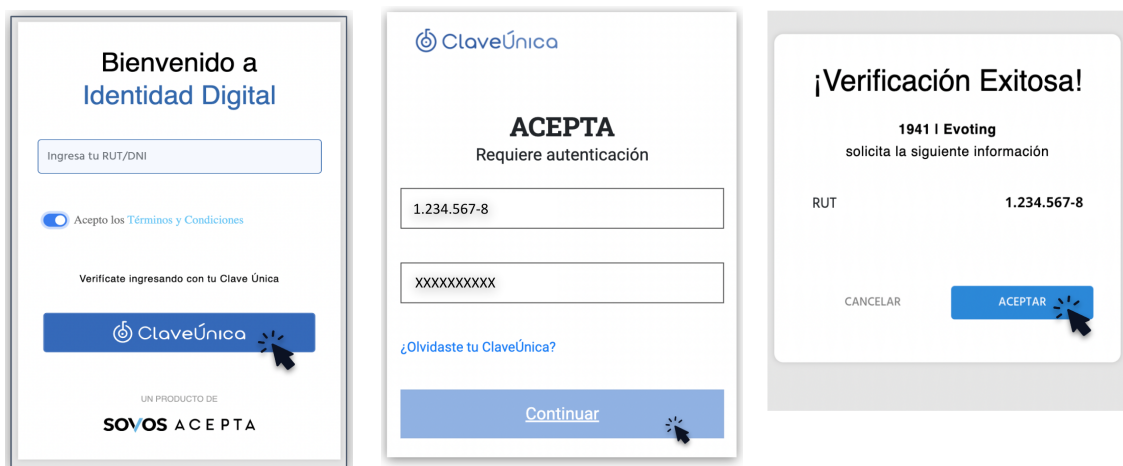 Bienvenido a
Identidad Digital
Ingresa tu RUT/DNI
Acepto los Términos y Condiciones
Verifícate ingresando con tu Clave Única
ClaveÚnica
UN PRODUCTO DE
SOVOS ACEPTA
ClaveÚnica
ACEPTA
Requiere autenticación
1.234.567-8
XXXXXXXXXX
¿Olvidaste tu ClaveÚnica?
Continuar
¡Verificación Exitosa!
1941 | Evoting
solicita la siguiente información
RUT 1.234.567-8
CANCELAR ACEPTAR